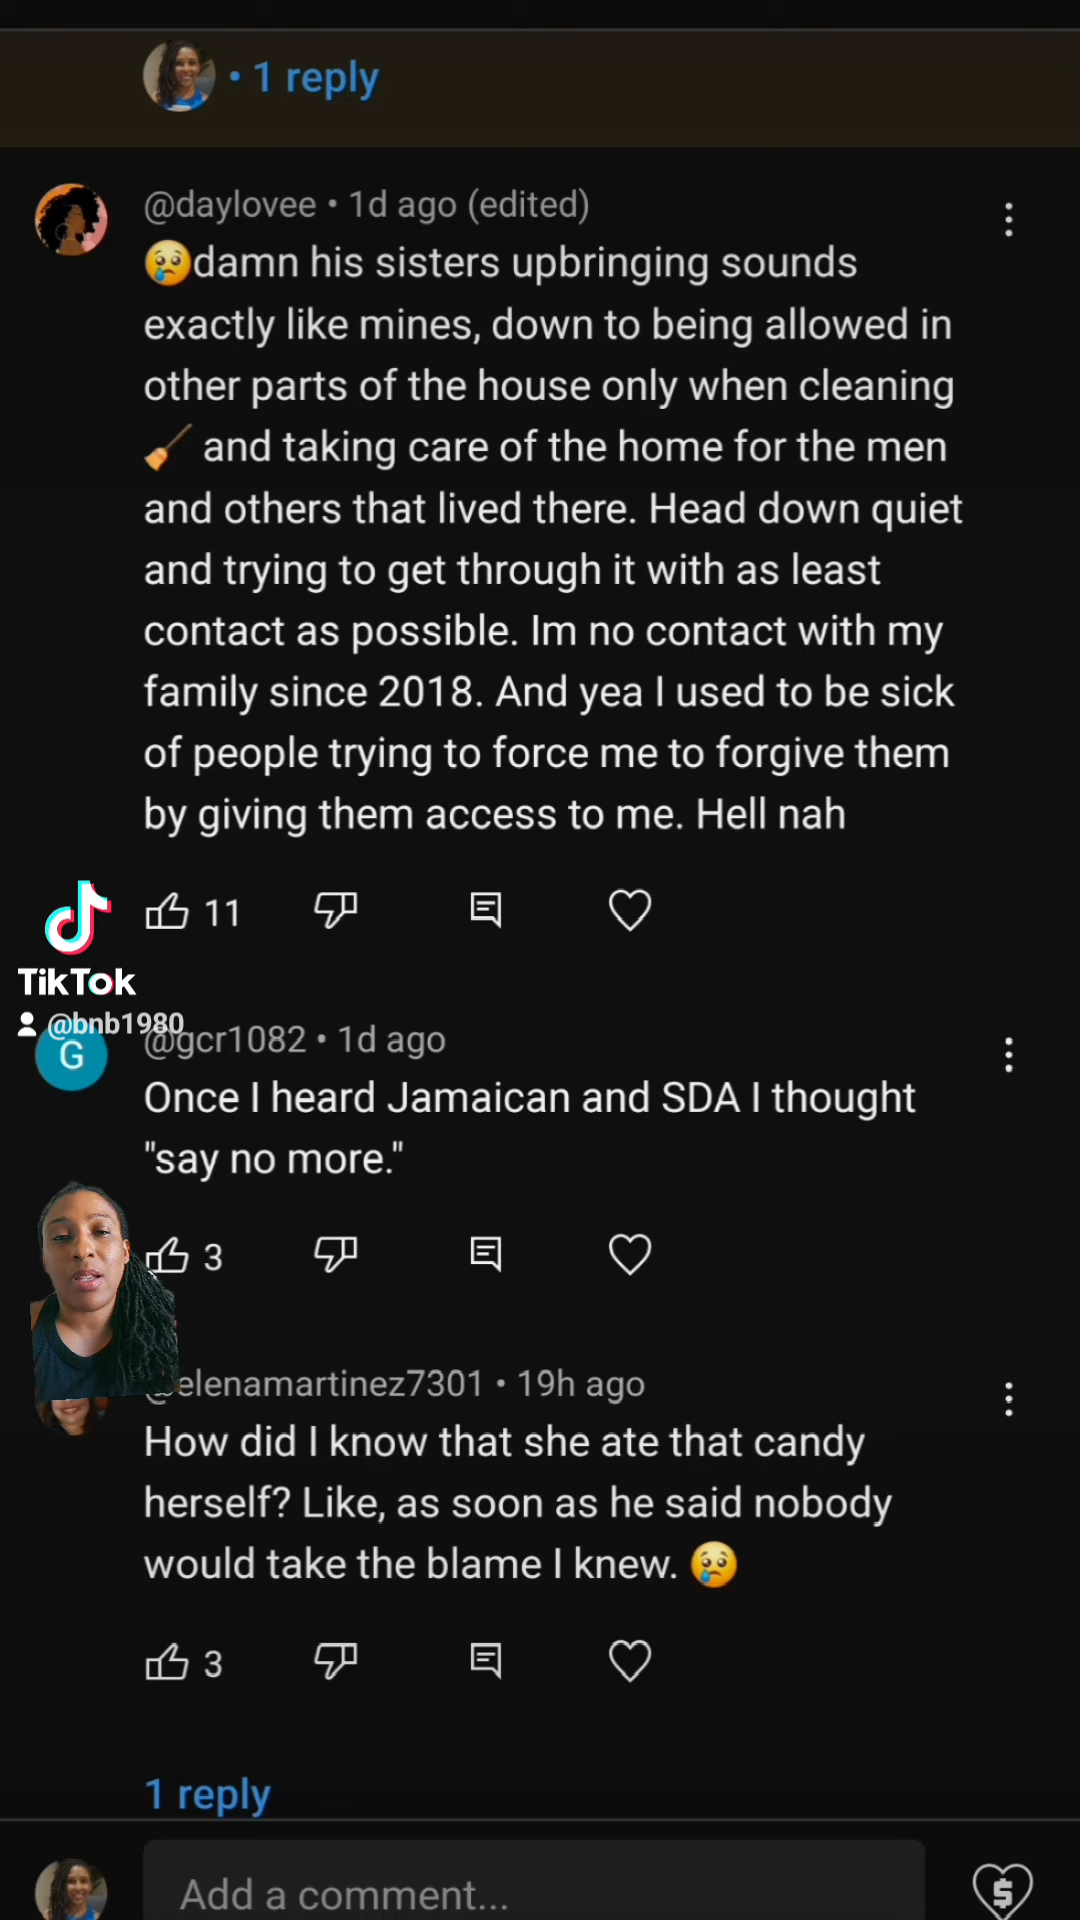 • 1 reply
@daylovee • 1d ago (edited)
😢damn his sisters upbringing sounds
exactly like mines, down to being allowed in
other parts of the house only when cleaning
🧹 and taking care of the home for the men
and others that lived there. Head down quiet
and trying to get through it with as least
contact as possible. Im no contact with my
family since 2018. And yea I used to be sick
of people trying to force me to forgive them
by giving them access to me. Hell nah
11
TikTok
@bnb1980
G
@gcr1082 • 1d ago
Once I heard Jamaican and SDA I thought
"say no more."
3
@elenamartinez7301 • 19h ago
How did I know that she ate that candy
herself? Like, as soon as he said nobody
would take the blame I knew. 😢
3
1 reply
Add a comment...
$